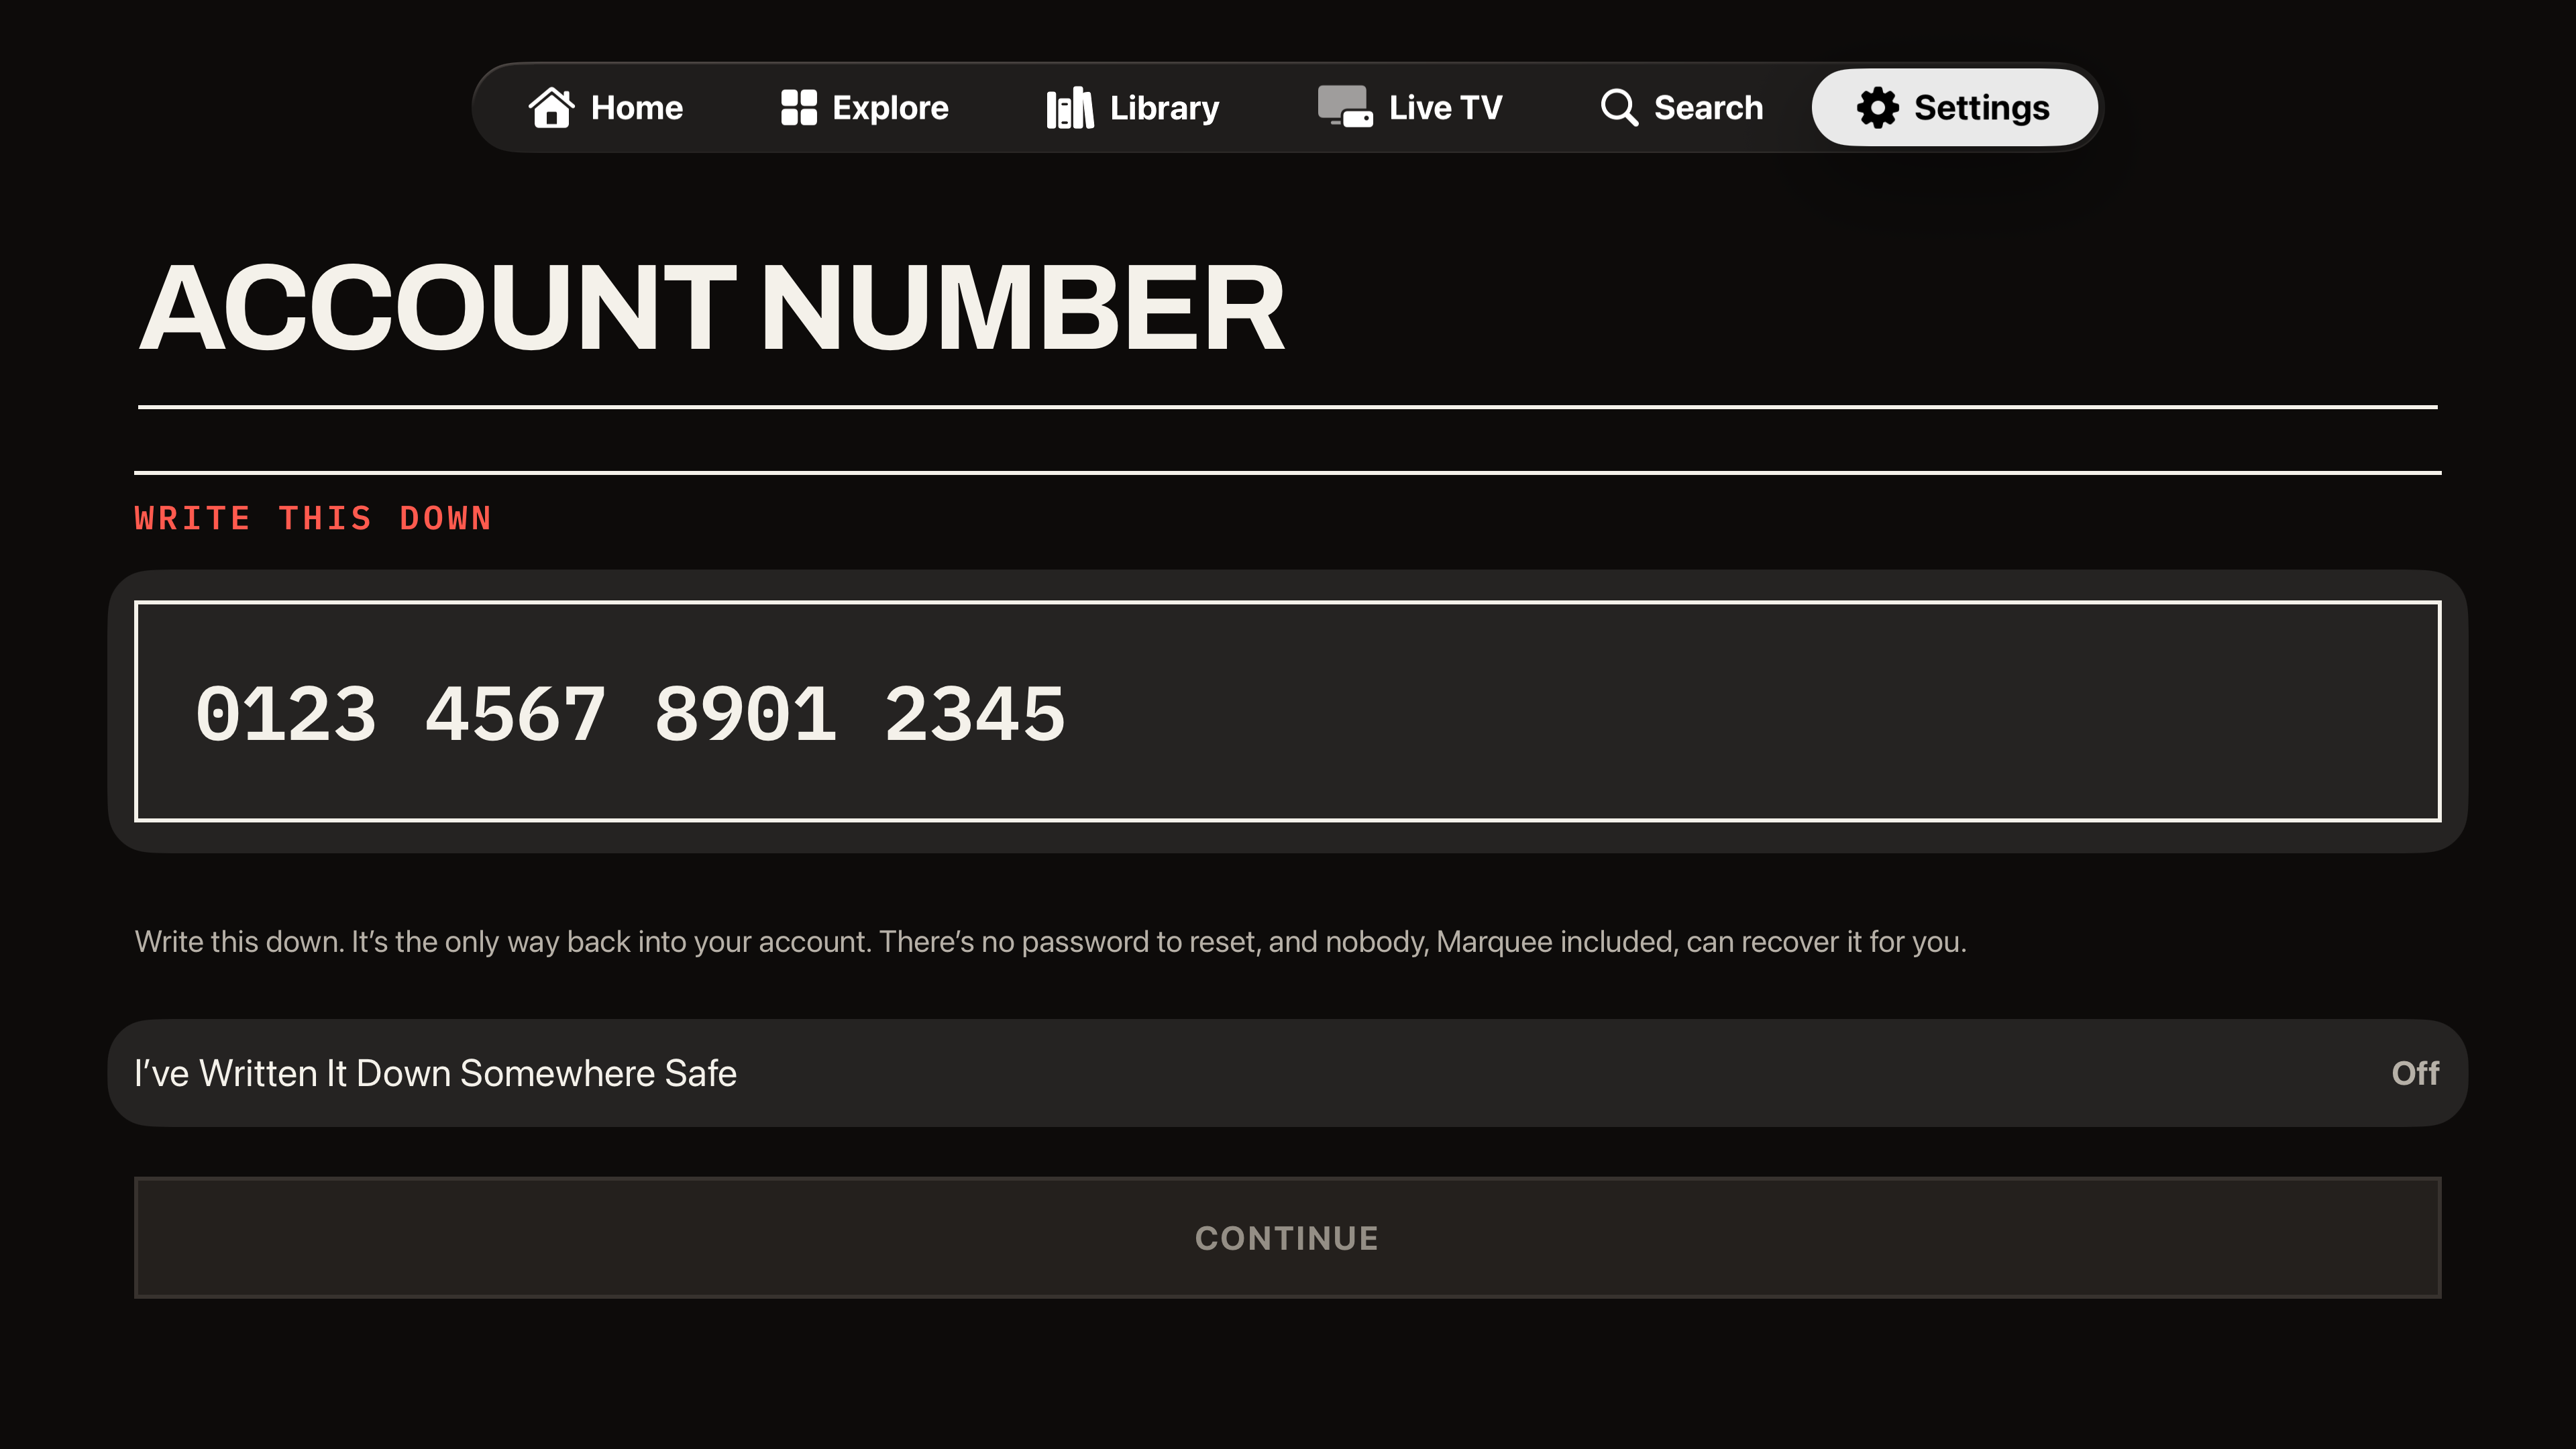 Home Explore Library Live TV Search Settings
ACCOUNT NUMBER
WRITE THIS DOWN
0123 4567 8901 2345
Write this down. It’s the only way back into your account. There’s no password to reset, and nobody, Marquee included, can recover it for you.
I’ve Written It Down Somewhere Safe Off
CONTINUE